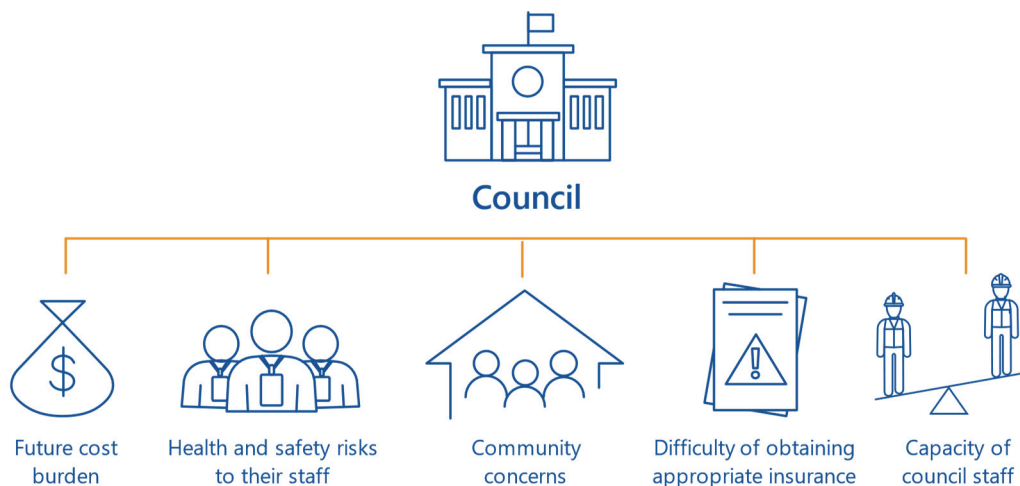 Council
$
!
Future cost
burden
Health and safety risks
to their staff
Community
concerns
Difficulty of obtaining
appropriate insurance
Capacity of
council staff